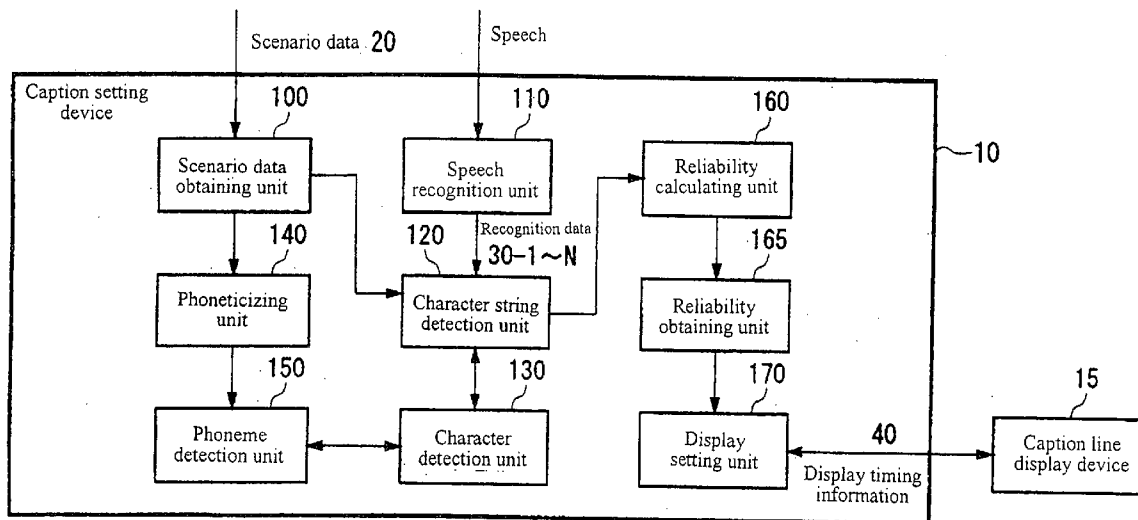 Scenario data 20
Speech
Caption setting
device
100
110
160
10
Scenario data
obtaining unit
Speech
recognition unit
Reliability
calculating unit
140
120
Recognition data
30-1~N
165
Phoneticizing
unit
Character string
detection unit
Reliability
obtaining unit
150
130
170
15
Phoneme
detection unit
Character
detection unit
Display
setting unit
40
Display timing
information
Caption line
display device